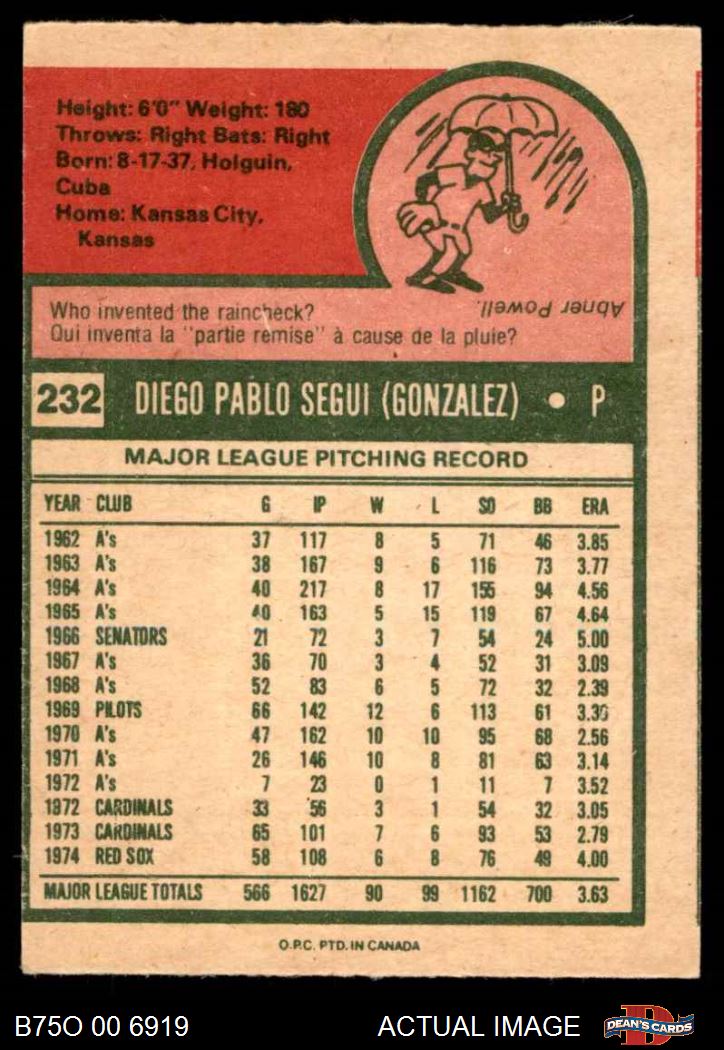 Height: 6'0" Weight: 180
Throws: Right Bats: Right
Born: 8-17-37, Holguin,
Cuba
Home: Kansas City,
Kansas
Who invented the raincheck?
Qui inventa la "partie remise" à cause de la pluie?
Abner Powell.
232 DIEGO PABLO SEGUI (GONZALEZ) • P
MAJOR LEAGUE PITCHING RECORD
YEAR CLUB G IP W L SO BB ERA
1962 A's 37 117 8 5 71 46 3.85
1963 A's 38 167 9 6 116 73 3.77
1964 A's 40 217 8 17 155 94 4.56
1965 A's 40 163 5 15 119 67 4.64
1966 SENATORS 21 72 3 7 54 24 5.00
1967 A's 36 70 3 4 52 31 3.09
1968 A's 52 83 6 5 72 32 2.39
1969 PILOTS 66 142 12 6 113 61
1970 A's 47 162 10 10 95 68 2.56
1971 A's 26 146 10 8 81 63 3.14
1972 A's 7 23 0 1 11 7 3.52
1972 CARDINALS 33 56 3 1 54 32 3.05
1973 CARDINALS 65 101 7 6 93 53 2.79
1974 RED SOX 58 108 6 8 76 49 4.00
MAJOR LEAGUE TOTALS 566 1627 90 99 1162 700 3.63
O.P.C. PTD. IN CANADA
B75O 00 6919 ACTUAL IMAGE D DEAN'S CARDS